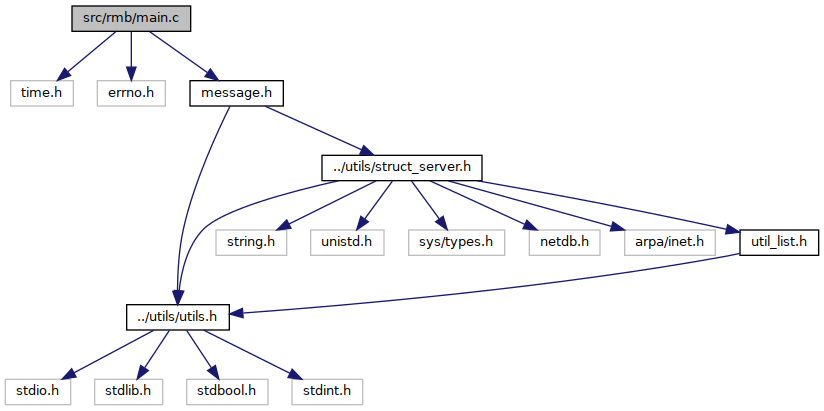 src/rmb/main.c
time.h
errno.h
message.h
../utils/struct_server.h
string.h
unistd.h
sys/types.h
netdb.h
arpa/inet.h
util_list.h
../utils/utils.h
stdio.h
stdlib.h
stdbool.h
stdint.h